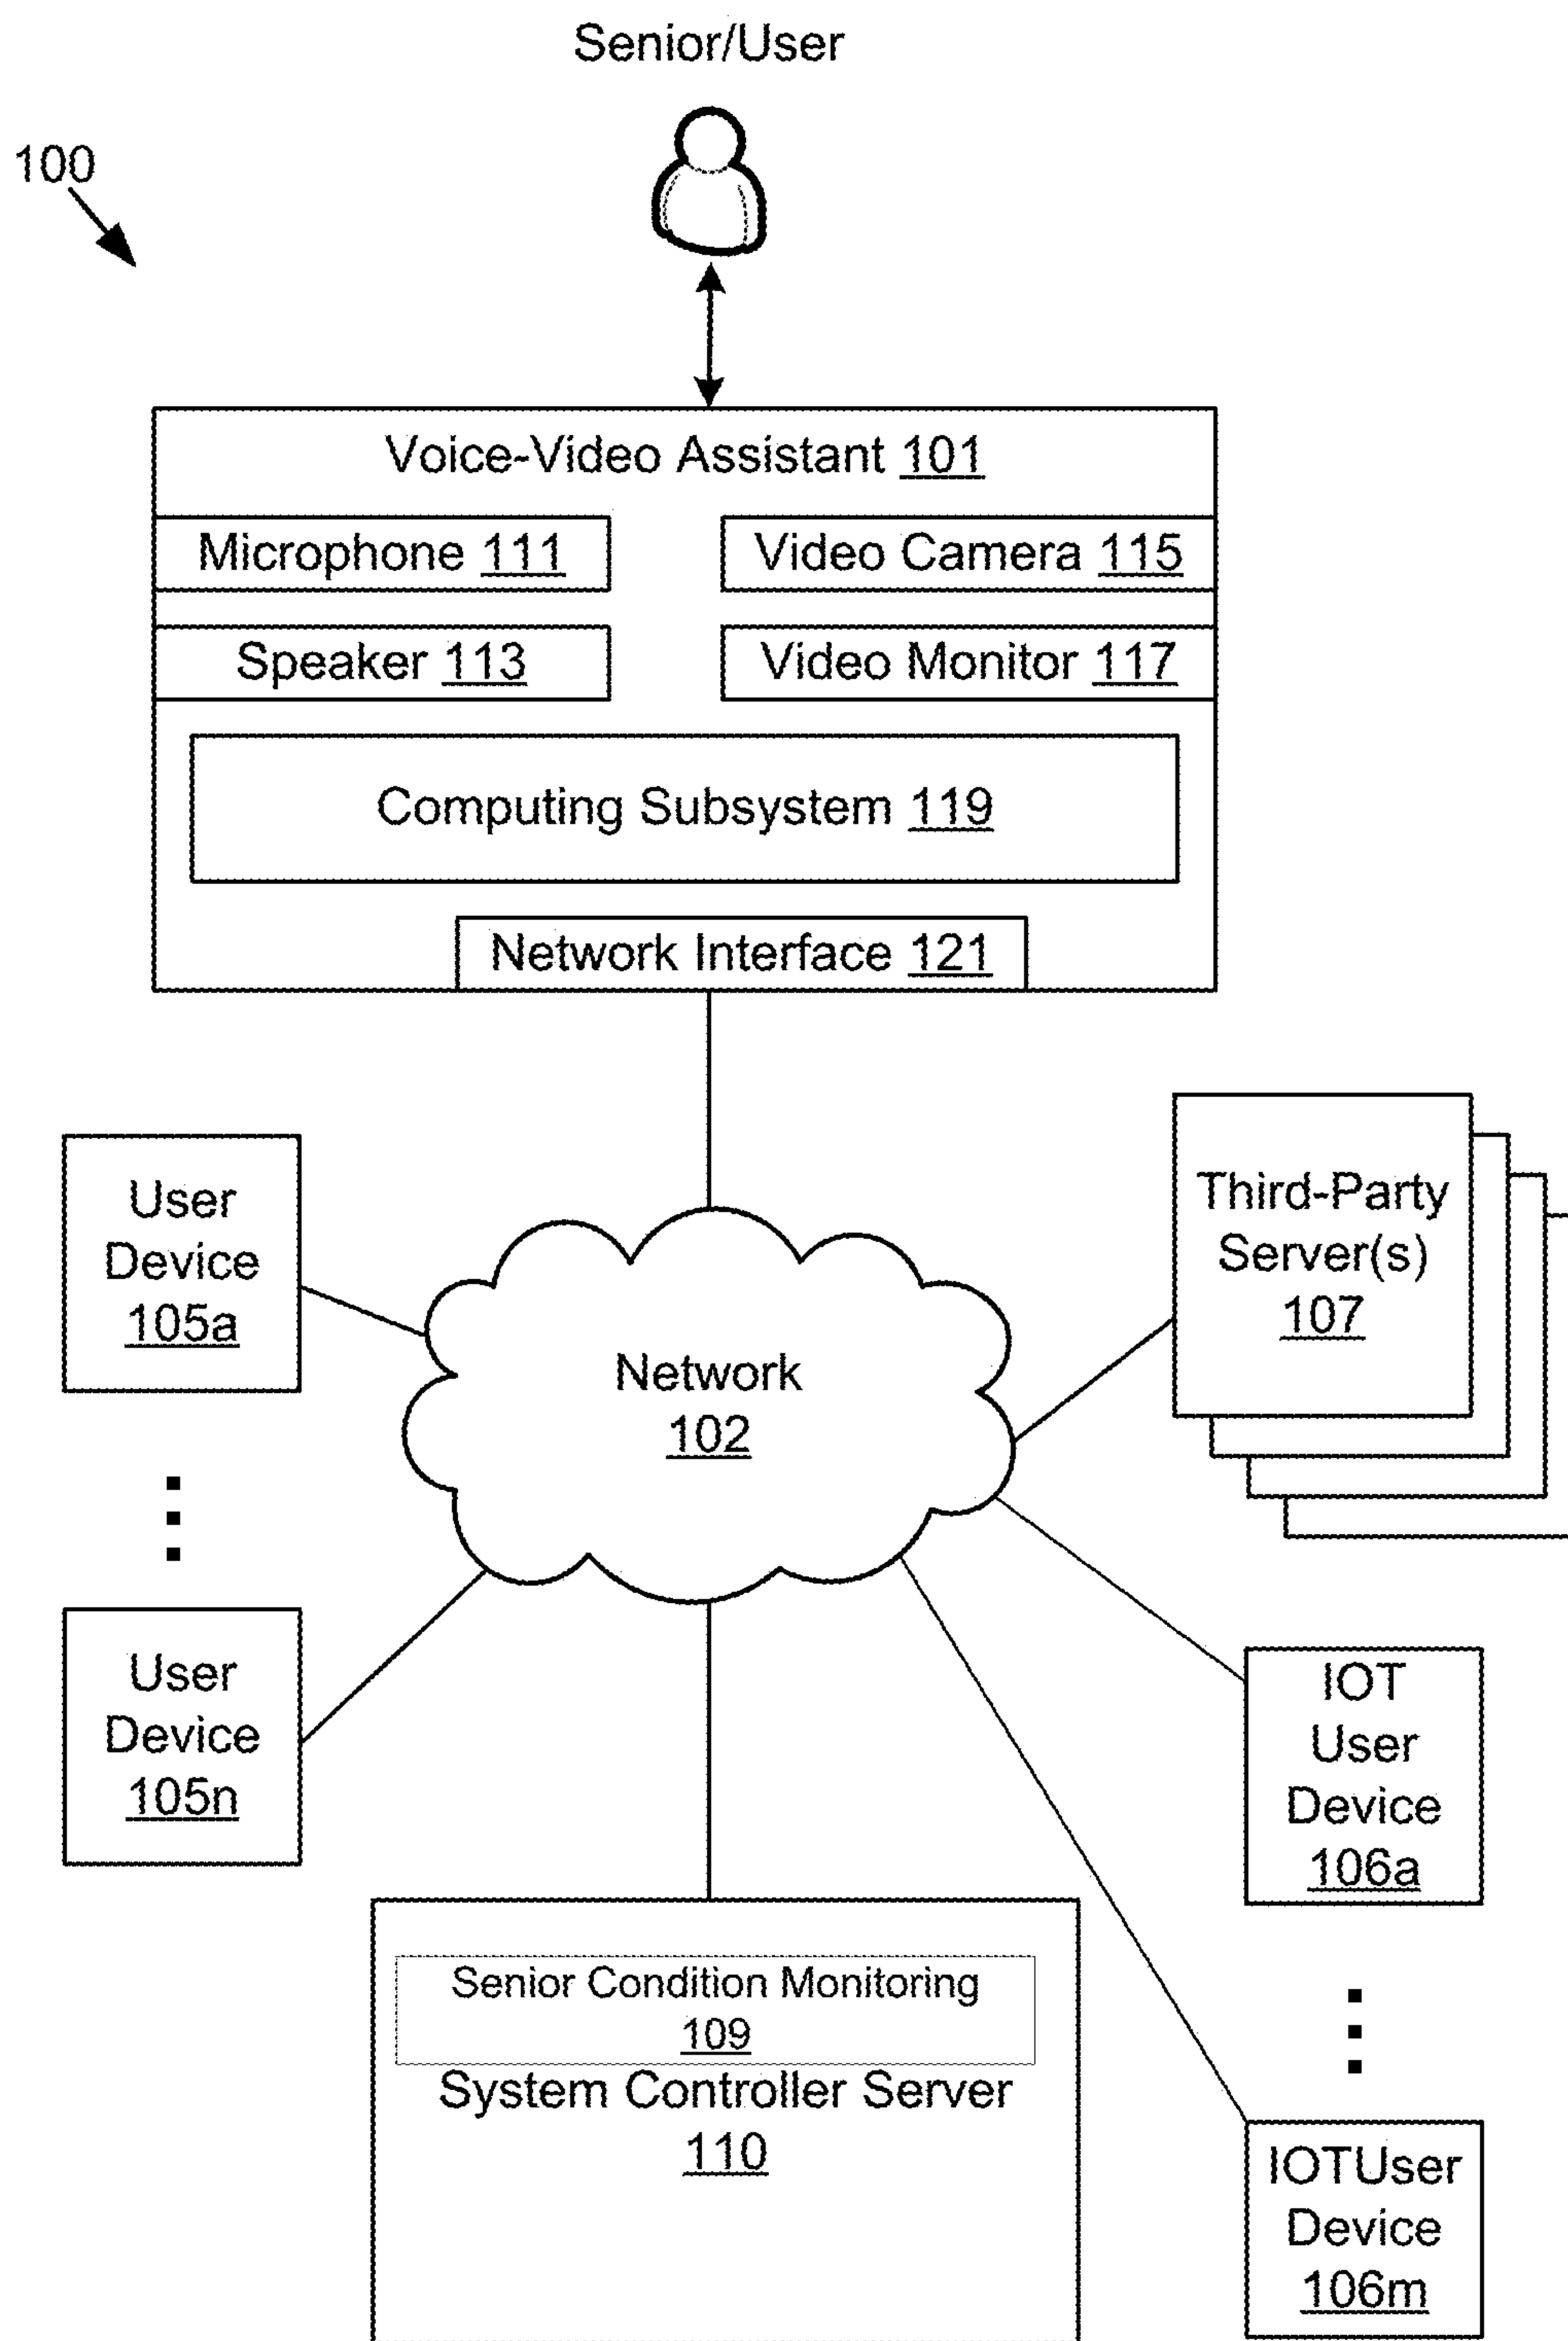 Senior/User
100
Voice-Video Assistant 101
Microphone 111
Video Camera 115
Speaker 113
Video Monitor 117
Computing Subsystem 119
Network Interface 121
User
Device
105a
Third-Party
Server(s)
107
Network
102
User
Device
105n
IOT
User
Device
106a
Senior Condition Monitoring
109
System Controller Server
110
IOTUser
Device
106m